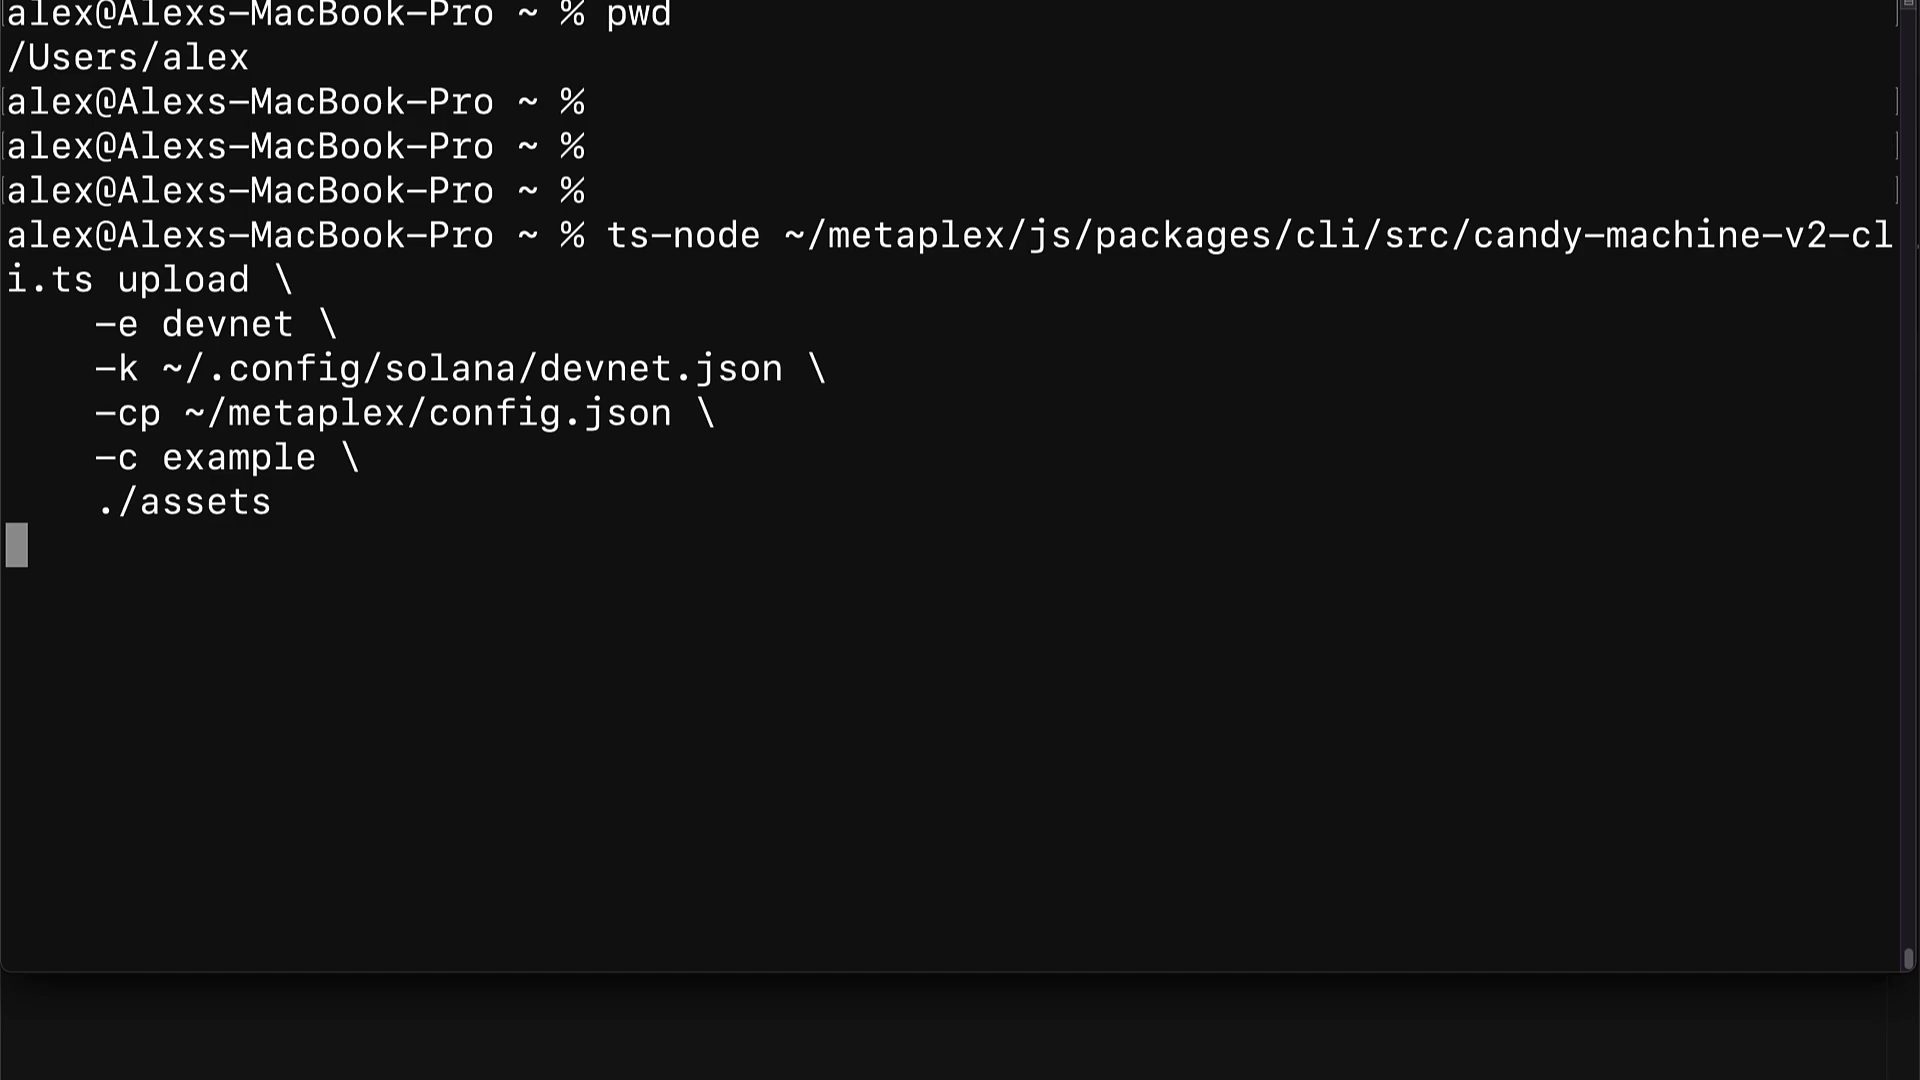 alex@Alexs-MacBook-Pro ~ % pwd
/Users/alex
alex@Alexs-MacBook-Pro ~ %
alex@Alexs-MacBook-Pro ~ %
alex@Alexs-MacBook-Pro ~ %
alex@Alexs-MacBook-Pro ~ % ts-node ~/metaplex/js/packages/cli/src/candy-machine-v2-cl
i.ts upload \
    -e devnet \
    -k ~/.config/solana/devnet.json \
    -cp ~/metaplex/config.json \
    -c example \
    ./assets